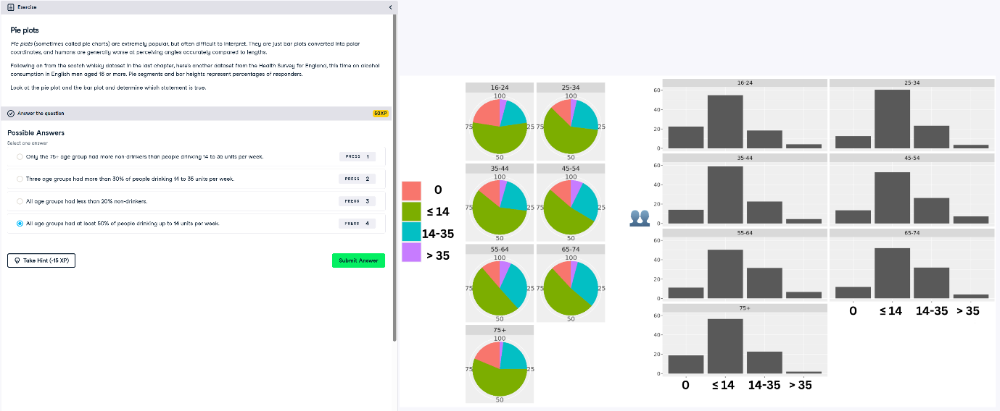 Exercise
Pie plots
Pie plots (sometimes called pie charts) are extremely popular, but often difficult to interpret. They are just bar plots converted into polar
coordinates, and humans are generally worse at perceiving angles accurately compared to lengths.
Following on from the scotch whisky dataset in the last chapter, here's another dataset from the Health Survey for England, this time on alcohol
consumption in English men aged 16 or more. Pie segments and bar heights represent percentages of responders.
Look at the pie plot and the bar plot and determine which statement is true.
Answer the question
50XP
Possible Answers
Select one answer
Only the 75+ age group had more non-drinkers than people drinking 14 to 35 units per week.
PRESS 1
Three age groups had more than 30% of people drinking 14 to 35 units per week.
PRESS 2
All age groups had less than 20% non-drinkers.
PRESS 3
All age groups had at least 50% of people drinking up to 14 units per week.
PRESS 4
Take Hint (-15 XP)
Submit Answer
0
≤ 14
14-35
> 35
16-24 25-34
100 100
75 25 75 25
50 50
35-44 45-54
100 100
75 25 75 25
50 50
55-64 65-74
100 100
75 25 75 25
50 50
75+
100
75 25
50
16-24 25-34
60
40
20
0
35-44 45-54
60
40
20
0
55-64 65-74
60
40
20
0
0 ≤ 14 14-35 > 35
75+
60
40
20
0
0 ≤ 14 14-35 > 35